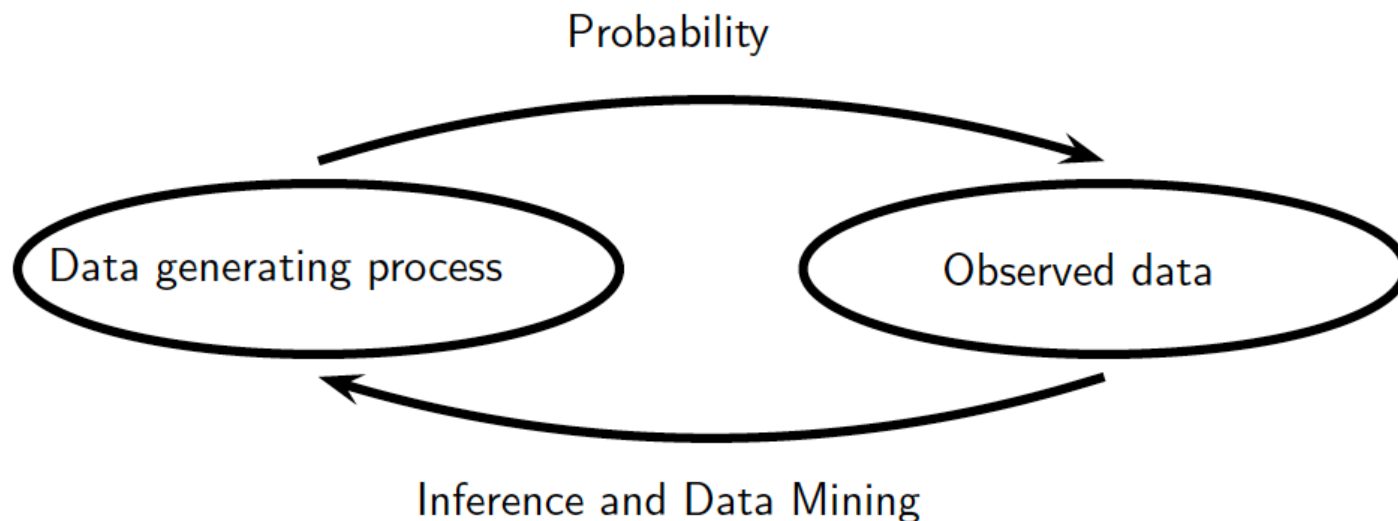 Probability
Data generating process
Observed data
Inference and Data Mining